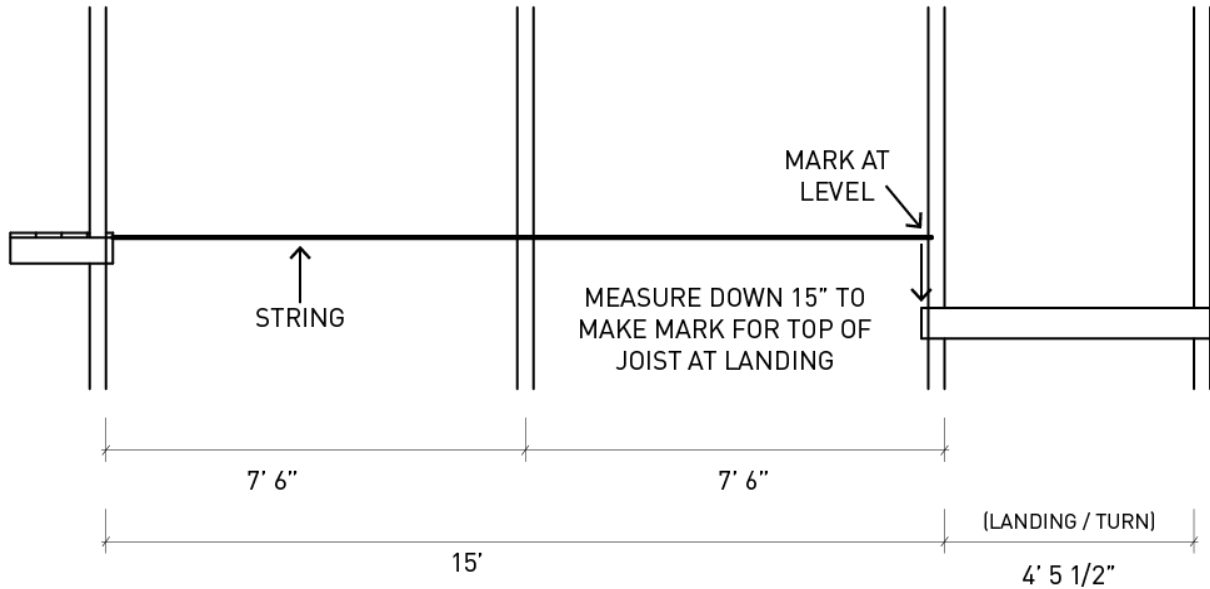 MARK AT
LEVEL
STRING
MEASURE DOWN 15” TO
MAKE MARK FOR TOP OF
JOIST AT LANDING
7’ 6”
7’ 6”
(LANDING / TURN)
15’
4’ 5 1/2”